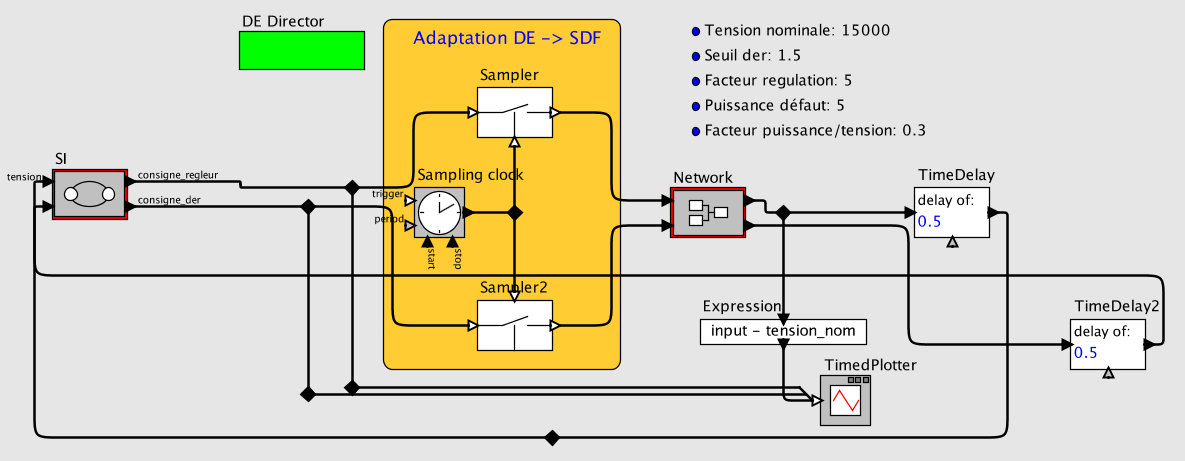 DE Director
Adaptation DE -> SDF
Tension nominale: 15000
Seuil der: 1.5
Facteur regulation: 5
Puissance défaut: 5
Facteur puissance/tension: 0.3
Sampler
SI
tension
consigne_regleur
consigne_der
Sampling clock
trigger
period
start
stop
Network
TimeDelay
delay of:
0.5
Sampler2
Expression
input - tension_nom
TimeDelay2
delay of:
0.5
TimedPlotter